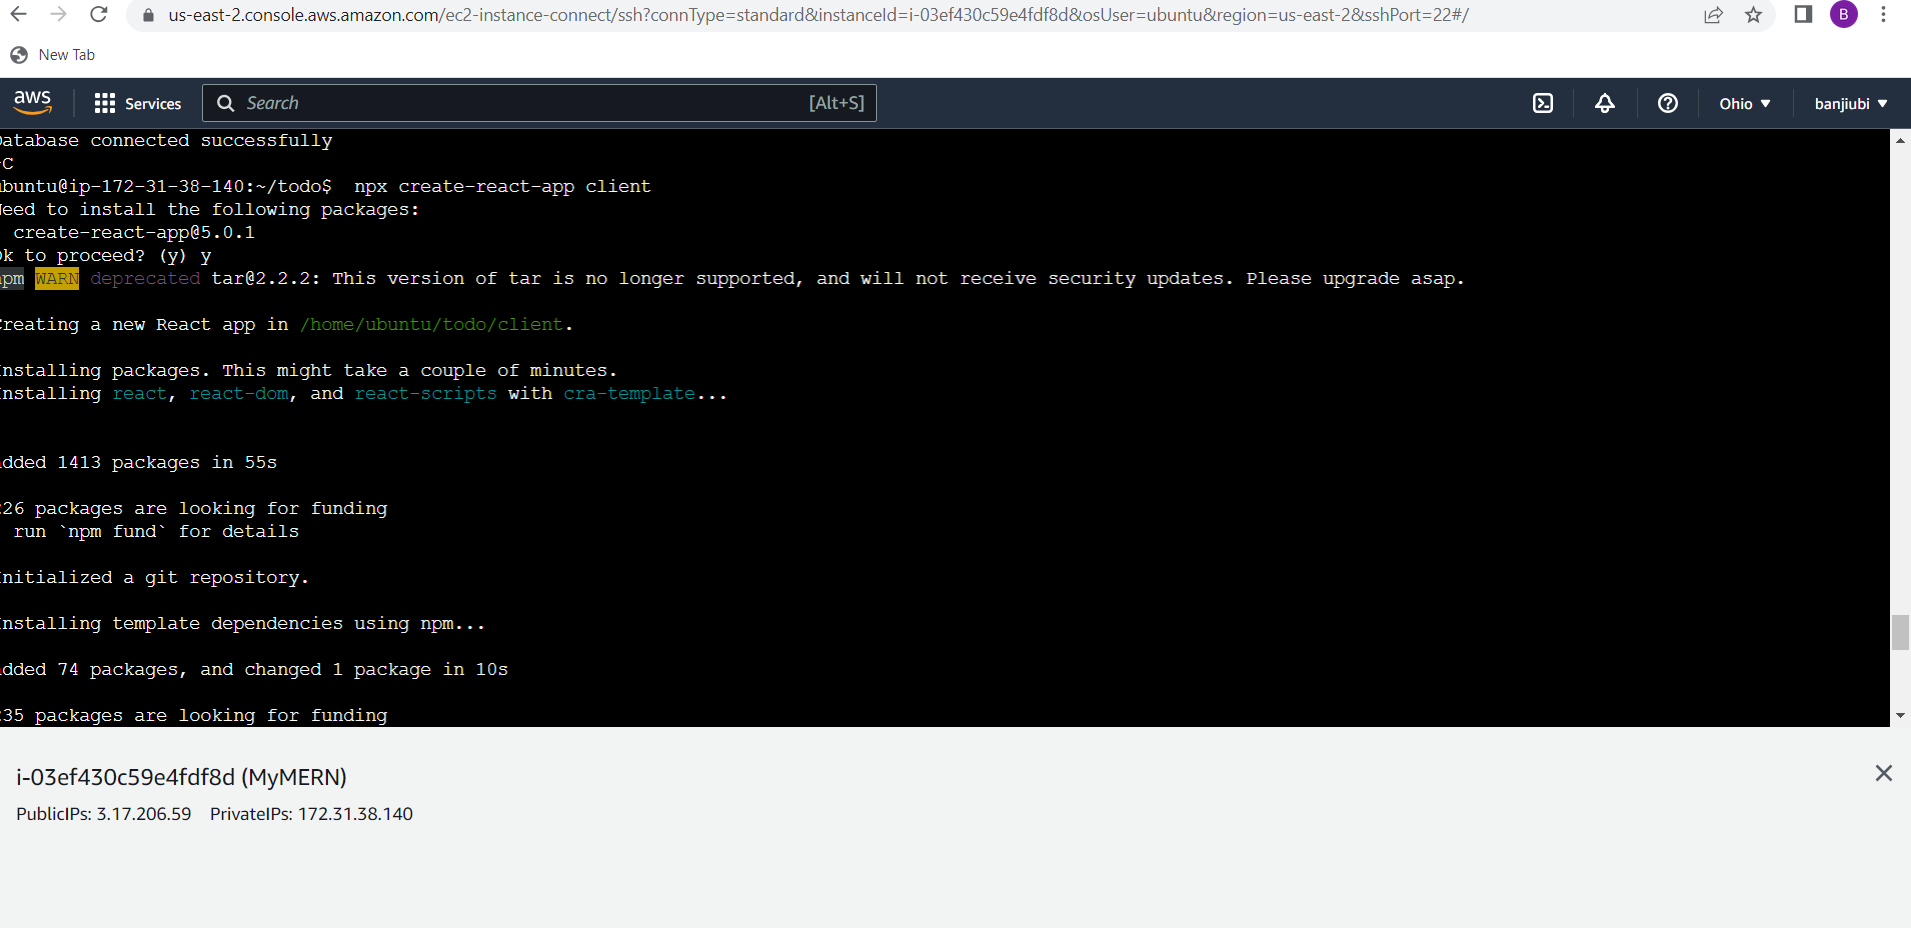 us-east-2.console.aws.amazon.com/ec2-instance-connect/ssh?connType=standard&instanceId=i-03ef430c59e4fdf8d&osUser=ubuntu&region=us-east-2&sshPort=22#/
B
New Tab
aws Services Search [Alt+S] Ohio banjiubi
atabase connected successfully
C
buntu@ip-172-31-38-140:~/todo$  npx create-react-app client
eed to install the following packages:
create-react-app@5.0.1
k to proceed? (y) y
npm WARN deprecated tar@2.2.2: This version of tar is no longer supported, and will not receive security updates. Please upgrade asap.
reating a new React app in /home/ubuntu/todo/client.
nstalling packages. This might take a couple of minutes.
nstalling react, react-dom, and react-scripts with cra-template...
dded 1413 packages in 55s
26 packages are looking for funding
run `npm fund` for details
nitialized a git repository.
nstalling template dependencies using npm...
dded 74 packages, and changed 1 package in 10s
35 packages are looking for funding
i-03ef430c59e4fdf8d (MyMERN)
PublicIPs: 3.17.206.59 PrivateIPs: 172.31.38.140